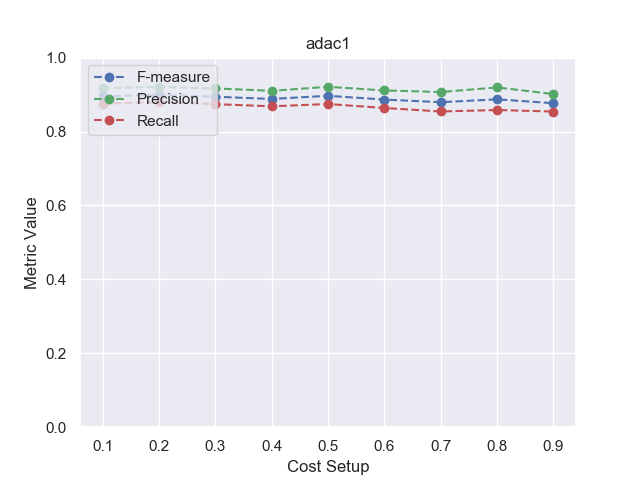 adac1
F-measure
Precision
Recall
Metric Value
1.0
0.8
0.6
0.4
0.2
0.0
0.1 0.2 0.3 0.4 0.5 0.6 0.7 0.8 0.9
Cost Setup